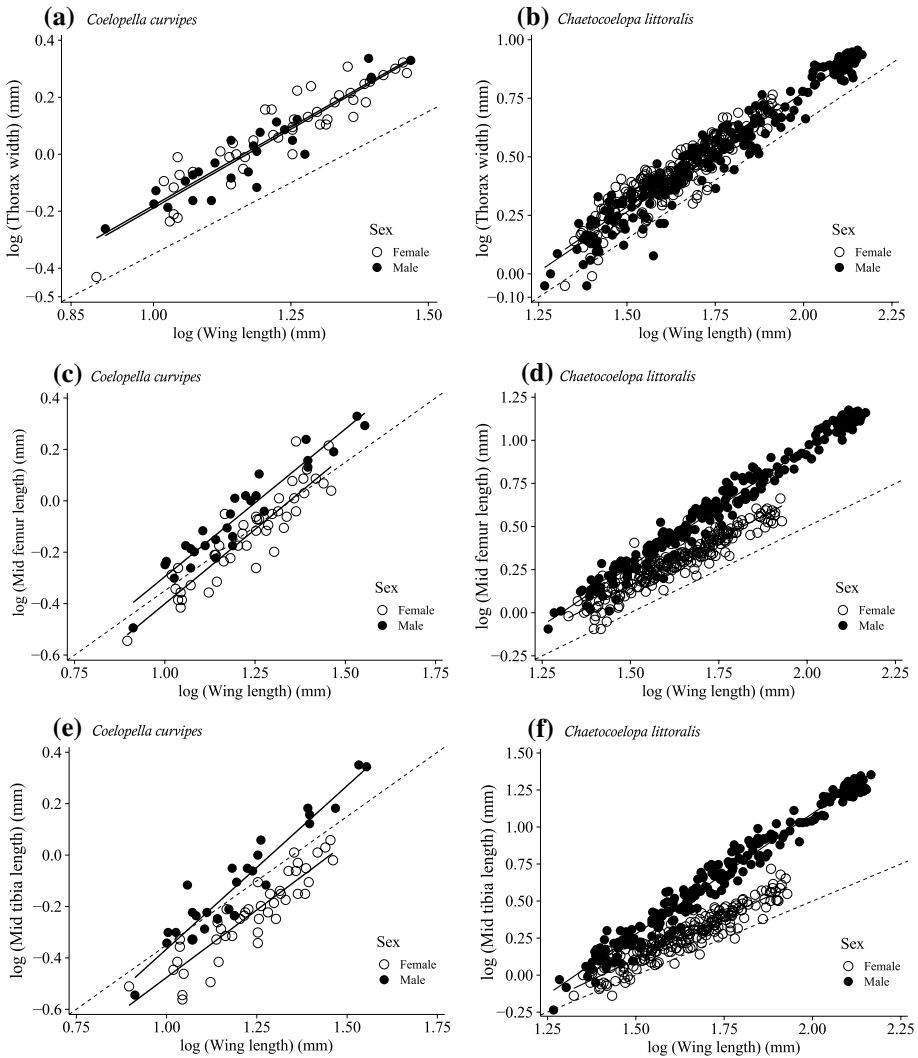 (a) Coelopella curvipes
0.4
0.2
0.0
−0.2
−0.4
−0.5
log (Thorax width) (mm)
Sex
Female
Male
0.85 1.00 1.25 1.50
log (Wing length) (mm)
(b) Chaetocoelopa littoralis
1.00
0.75
0.50
0.25
0.00
−0.10
log (Thorax width) (mm)
Sex
Female
Male
1.25 1.50 1.75 2.00 2.25
log (Wing length) (mm)
(c) Coelopella curvipes
0.4
0.2
0.0
−0.2
−0.4
−0.6
log (Mid femur length) (mm)
Sex
Female
Male
0.75 1.00 1.25 1.50 1.75
log (Wing length) (mm)
(d) Chaetocoelopa littoralis
1.25
1.00
0.75
0.50
0.25
0.00
−0.25
log (Mid femur length) (mm)
Sex
Female
Male
1.25 1.50 1.75 2.00 2.25
log (Wing length) (mm)
(e) Coelopella curvipes
0.4
0.2
0.0
−0.2
−0.4
−0.6
log (Mid tibia length) (mm)
Sex
Female
Male
0.75 1.00 1.25 1.50 1.75
log (Wing length) (mm)
(f) Chaetocoelopa littoralis
1.50
1.25
1.00
0.75
0.50
0.25
0.00
−0.25
log (Mid tibia length) (mm)
Sex
Female
Male
1.25 1.50 1.75 2.00 2.25
log (Wing length) (mm)